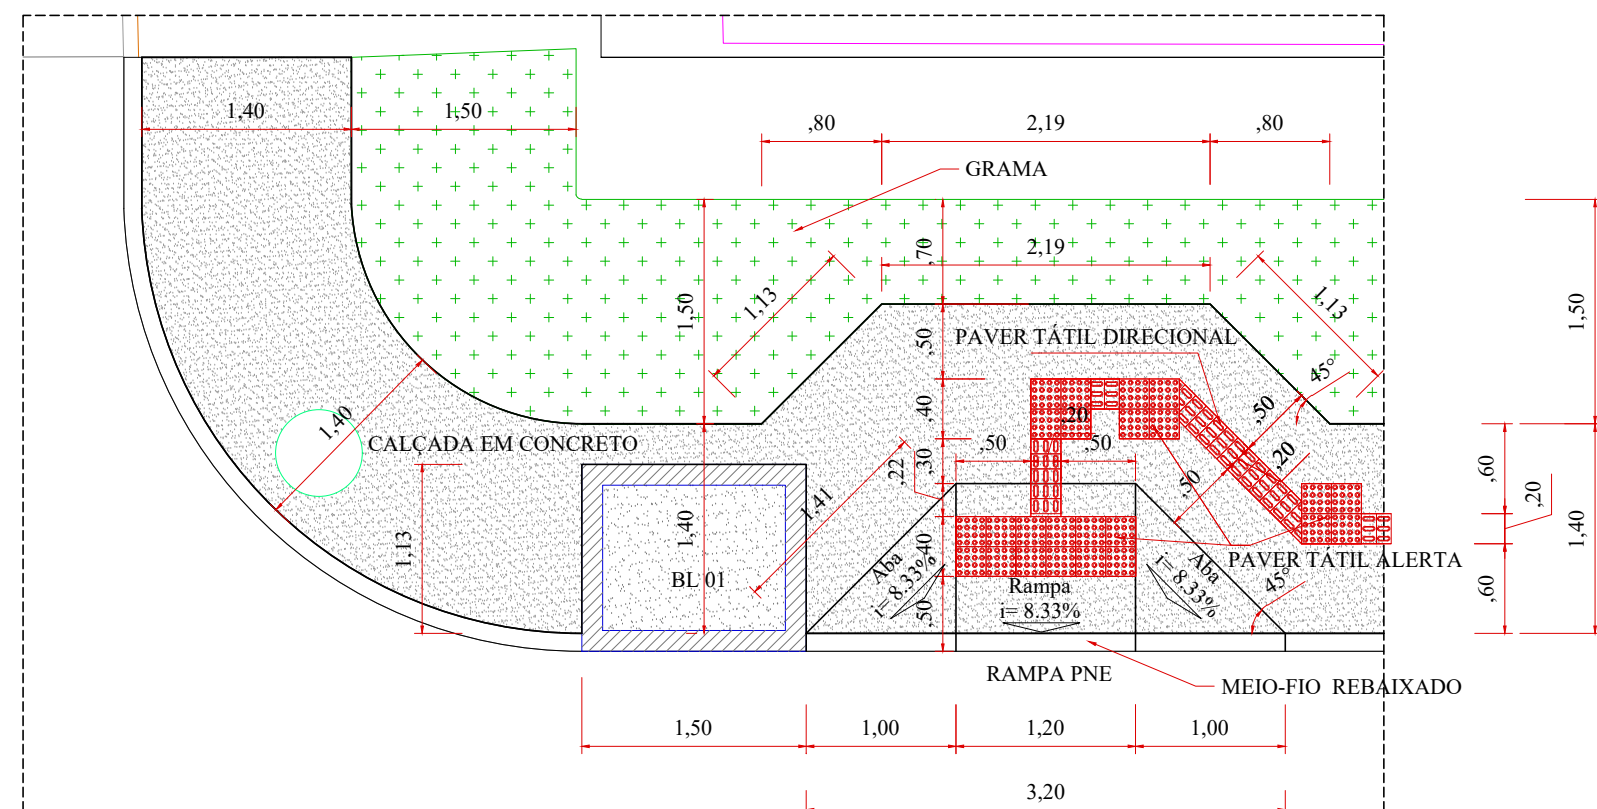 1,40
1,50
,80
2,19
,80
GRAMA
,70
2,19
1,13
1,13
1,50
1,50
,50
PAVER TÁTIL DIRECIONAL
45°
,40
,20
,50
1,40
CALÇADA EM CONCRETO
,50
,50
,30
,22
,20
,60
,20
1,41
,50
1,40
1,13
1,40
,40
BL 01
Aba
i= 8.33%
Rampa
i= 8.33%
Aba
i= 8.33%
PAVER TÁTIL ALERTA
45°
,60
,50
RAMPA PNE
MEIO-FIO REBAIXADO
1,50
1,00
1,20
1,00
3,20